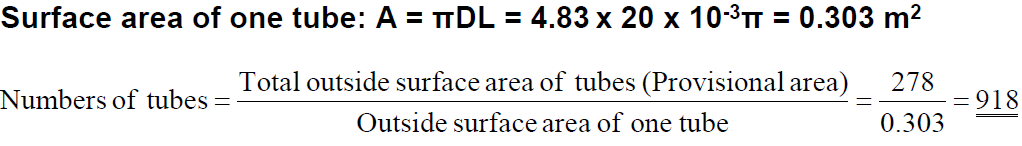 Surface area of one tube: A = πDL = 4.83 x 20 x 10⁻³π = 0.303 m²
Numbers of tubes = Total outside surface area of tubes (Provisional area) / Outside surface area of one tube = 278 / 0.303 = 918